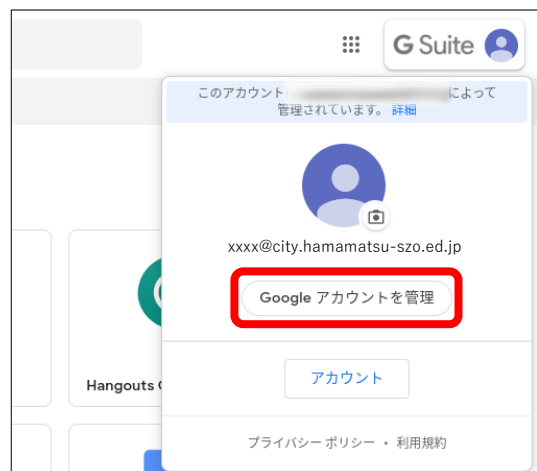 G Suite
このアカウント によって
管理されています。 詳細
xxxx@city.hamamatsu-szo.ed.jp
Google アカウントを管理
Hangouts
アカウント
プライバシー ポリシー • 利用規約